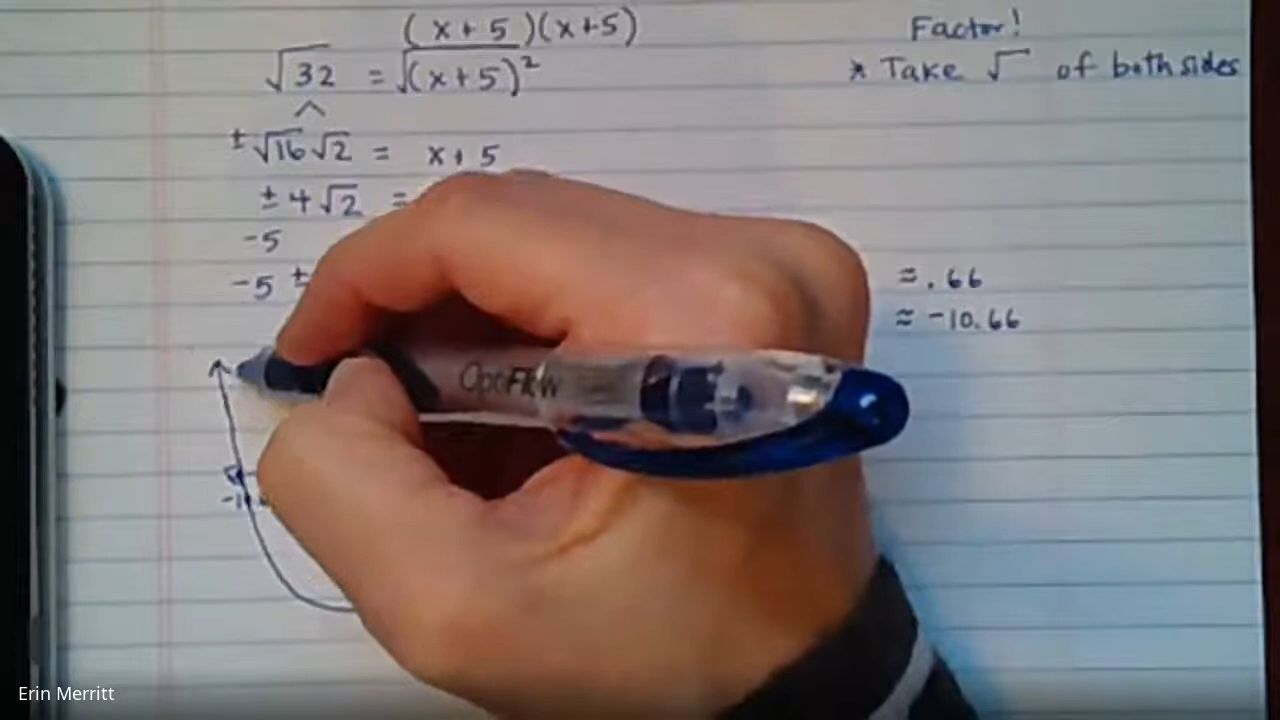 (x+5)(x+5)
Factor!
√32 = √(x+5)²
* Take √ of both sides
±√16√2 = x+5
±4√2 =
-5
-5 ±
≈ .66
≈ -10.66
OptiFlow
Erin Merritt